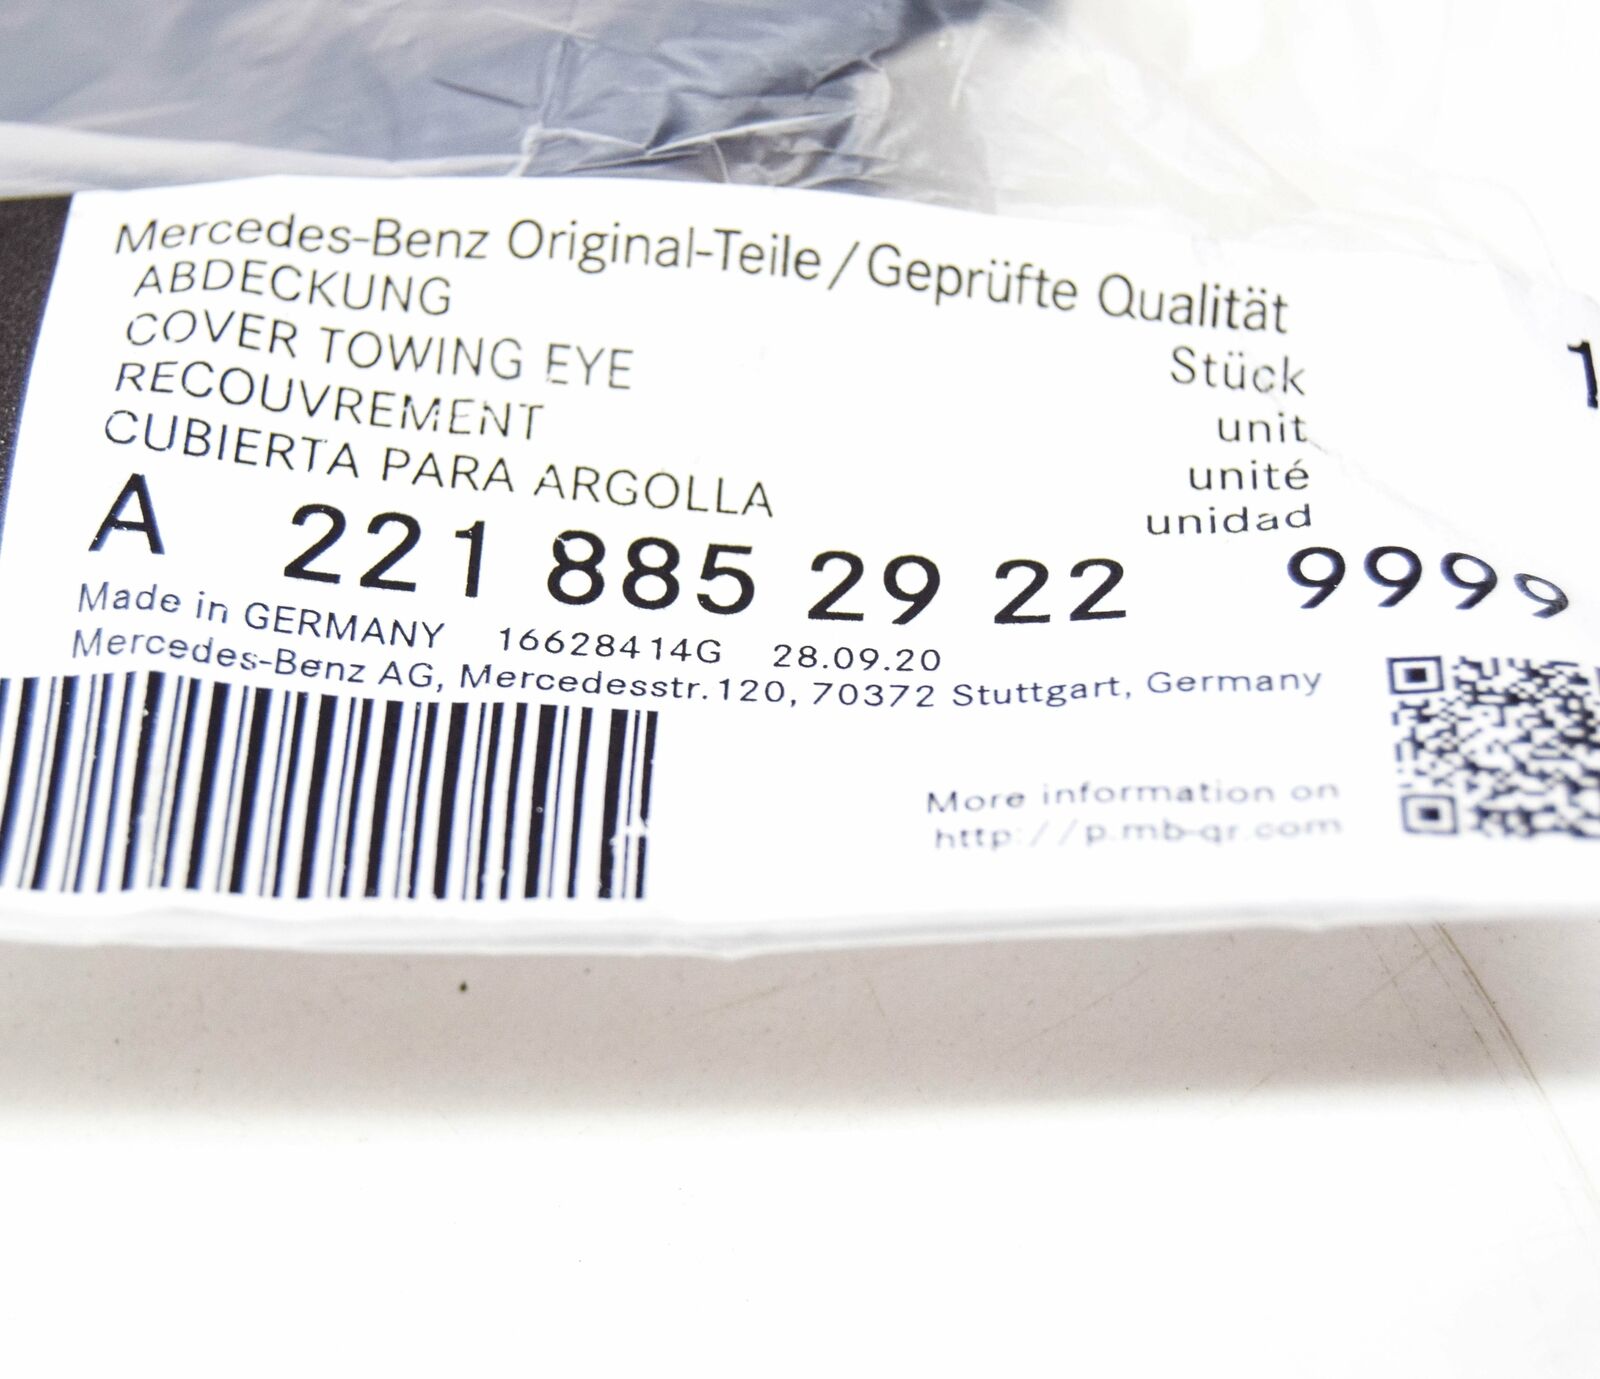 Mercedes-Benz Original-Teile / Geprüfte Qualität
ABDECKUNG
COVER TOWING EYE
RECOUVREMENT
CUBIERTA PARA ARGOLLA
Stück 1
unit
unité
unidad
A 221 885 29 22 9999
Made in GERMANY 16628414G 28.09.20
Mercedes-Benz AG, Mercedesstr. 120, 70372 Stuttgart, Germany
More information on
http://p.mb-qr.com